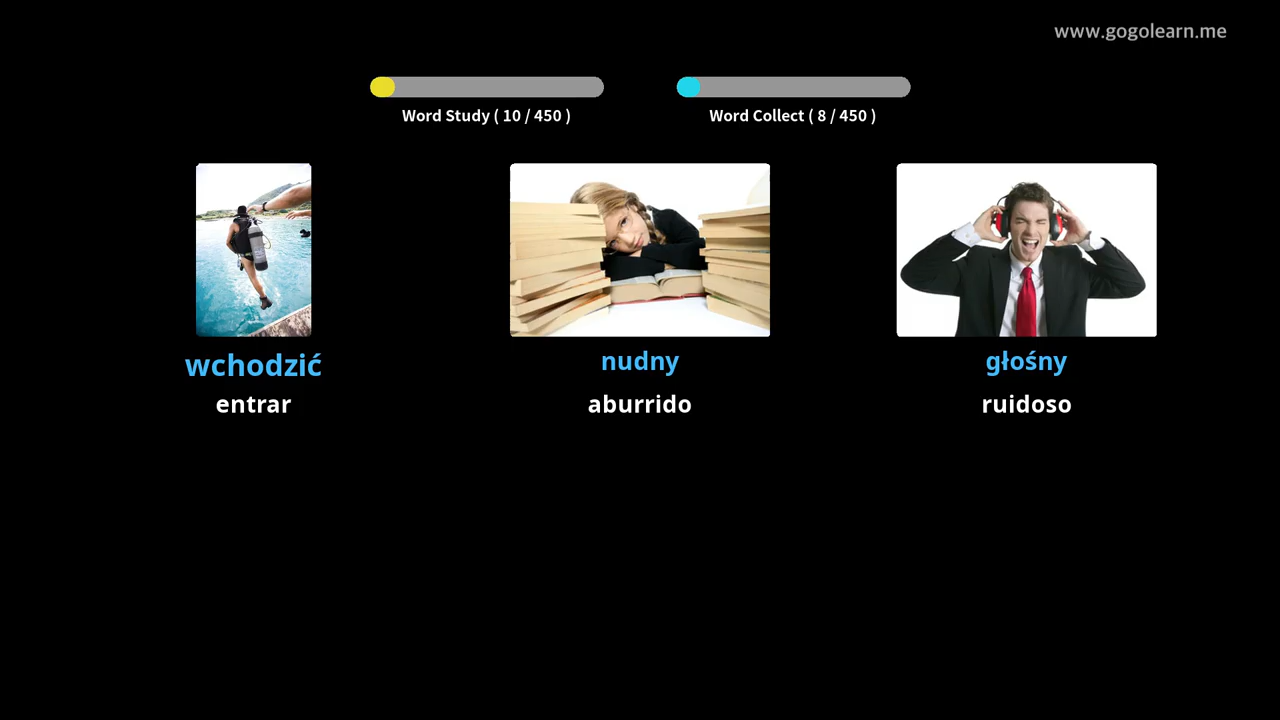 www.gogolearn.me
Word Study ( 10 / 450 )
Word Collect ( 8 / 450 )
wchodzić
entrar
nudny
aburrido
głośny
ruidoso